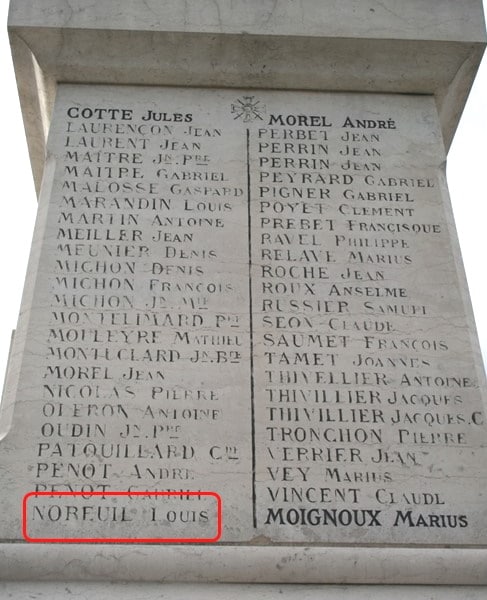 COTTE JULES
LAURENÇON JEAN
LAURENT JEAN
MAITRE JN PRE
MAITRE GABRIEL
MALOSSE GASPARD
MARANDIN LOUIS
MARTIN ANTOINE
MEILLER JEAN
MEUNIER DENIS
MICHON DENIS
MICHON FRANÇOIS
MICHON JN MIE
MONTELIMARD PRE
MOULEYRE MATHIEU
MONTUCLARD JN BTE
MOREL JEAN
NICOLAS PIERRE
OLERON ANTOINE
OUDIN JN PRE
PATOUILLARD
PENOT ANDRÉ
PENOT GABRIEL
NOREUIL LOUIS
MOREL ANDRÉ
PERBET JEAN
PERRIN JEAN
PERRIN JEAN
PEYRARD GABRIEL
PIGNER GABRIEL
POYET CLEMENT
PREBET FRANCISQUE
RAVEL PHILIPPE
RELAVE MARIUS
ROCHE JEAN
ROUX ANSELME
RUSSIER SAMUEL
SEON CLAUDE
SAUMET FRANÇOIS
TAMET JOANNES
THIVELLIER ANTOINE
THIVILLIER JACQUES
THIVILLIER JACQUES.C
TRONCHON PIERRE
VERRIER JEAN
VEY MARIUS
VINCENT CLAUDE
MOIGNOUX MARIUS